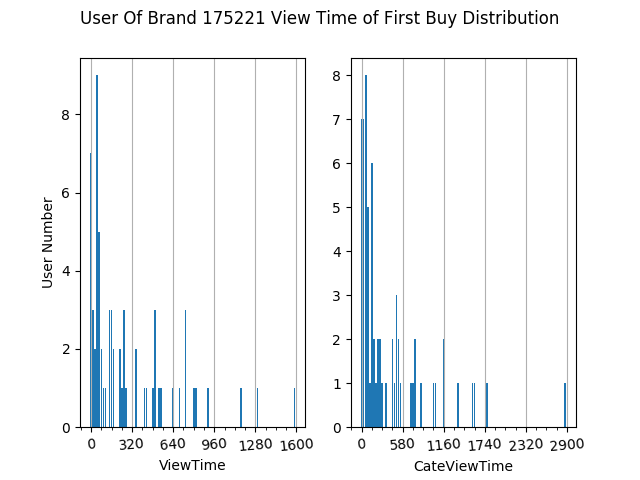 User Of Brand 175221 View Time of First Buy Distribution
User Number
8
6
4
2
0
0 320 640 960 1280 1600
ViewTime
8
7
6
5
4
3
2
1
0
0 580 1160 1740 2320 2900
CateViewTime